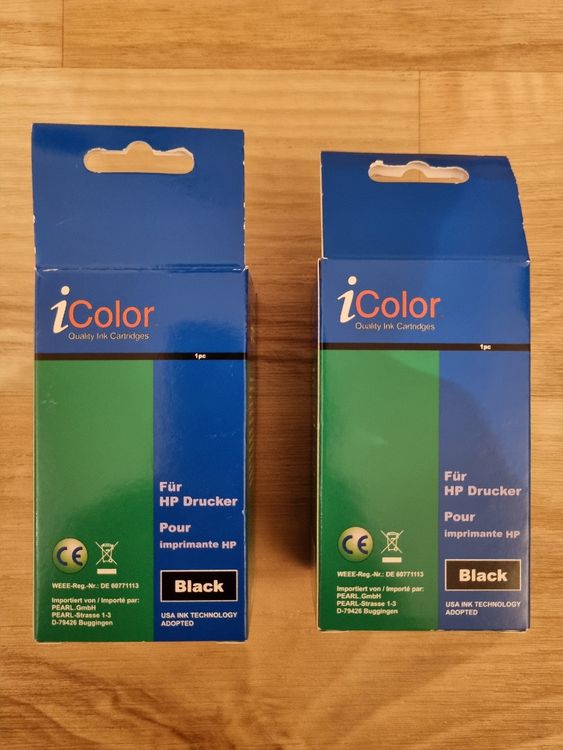 iColor
Quality Ink Cartridges
1pc
Für
HP Drucker
Pour
imprimante HP
CE
WEEE-Reg.-Nr.: DE 60771113
Black
Importiert von / Importé par:
PEARL.GmbH
PEARL-Strasse 1-3
D-79426 Buggingen
USA INK TECHNOLOGY
ADOPTED
iColor
Quality Ink Cartridges
1pc
Für
HP Drucker
Pour
imprimante HP
CE
WEEE-Reg.-Nr.: DE 60771113
Black
Importiert von / Importé par:
PEARL.GmbH
PEARL-Strasse 1-3
D-79426 Buggingen
USA INK TECHNOLOGY
ADOPTED